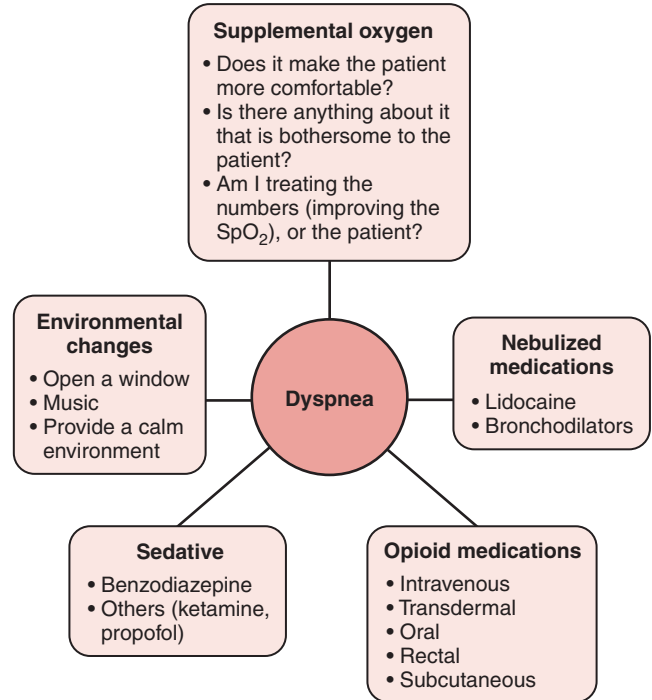 Supplemental oxygen
• Does it make the patient
more comfortable?
• Is there anything about it
that is bothersome to the
patient?
• Am I treating the
numbers (improving the
SpO₂), or the patient?
Environmental
changes
• Open a window
• Music
• Provide a calm
environment
Dyspnea
Nebulized
medications
• Lidocaine
• Bronchodilators
Sedative
• Benzodiazepine
• Others (ketamine,
propofol)
Opioid medications
• Intravenous
• Transdermal
• Oral
• Rectal
• Subcutaneous